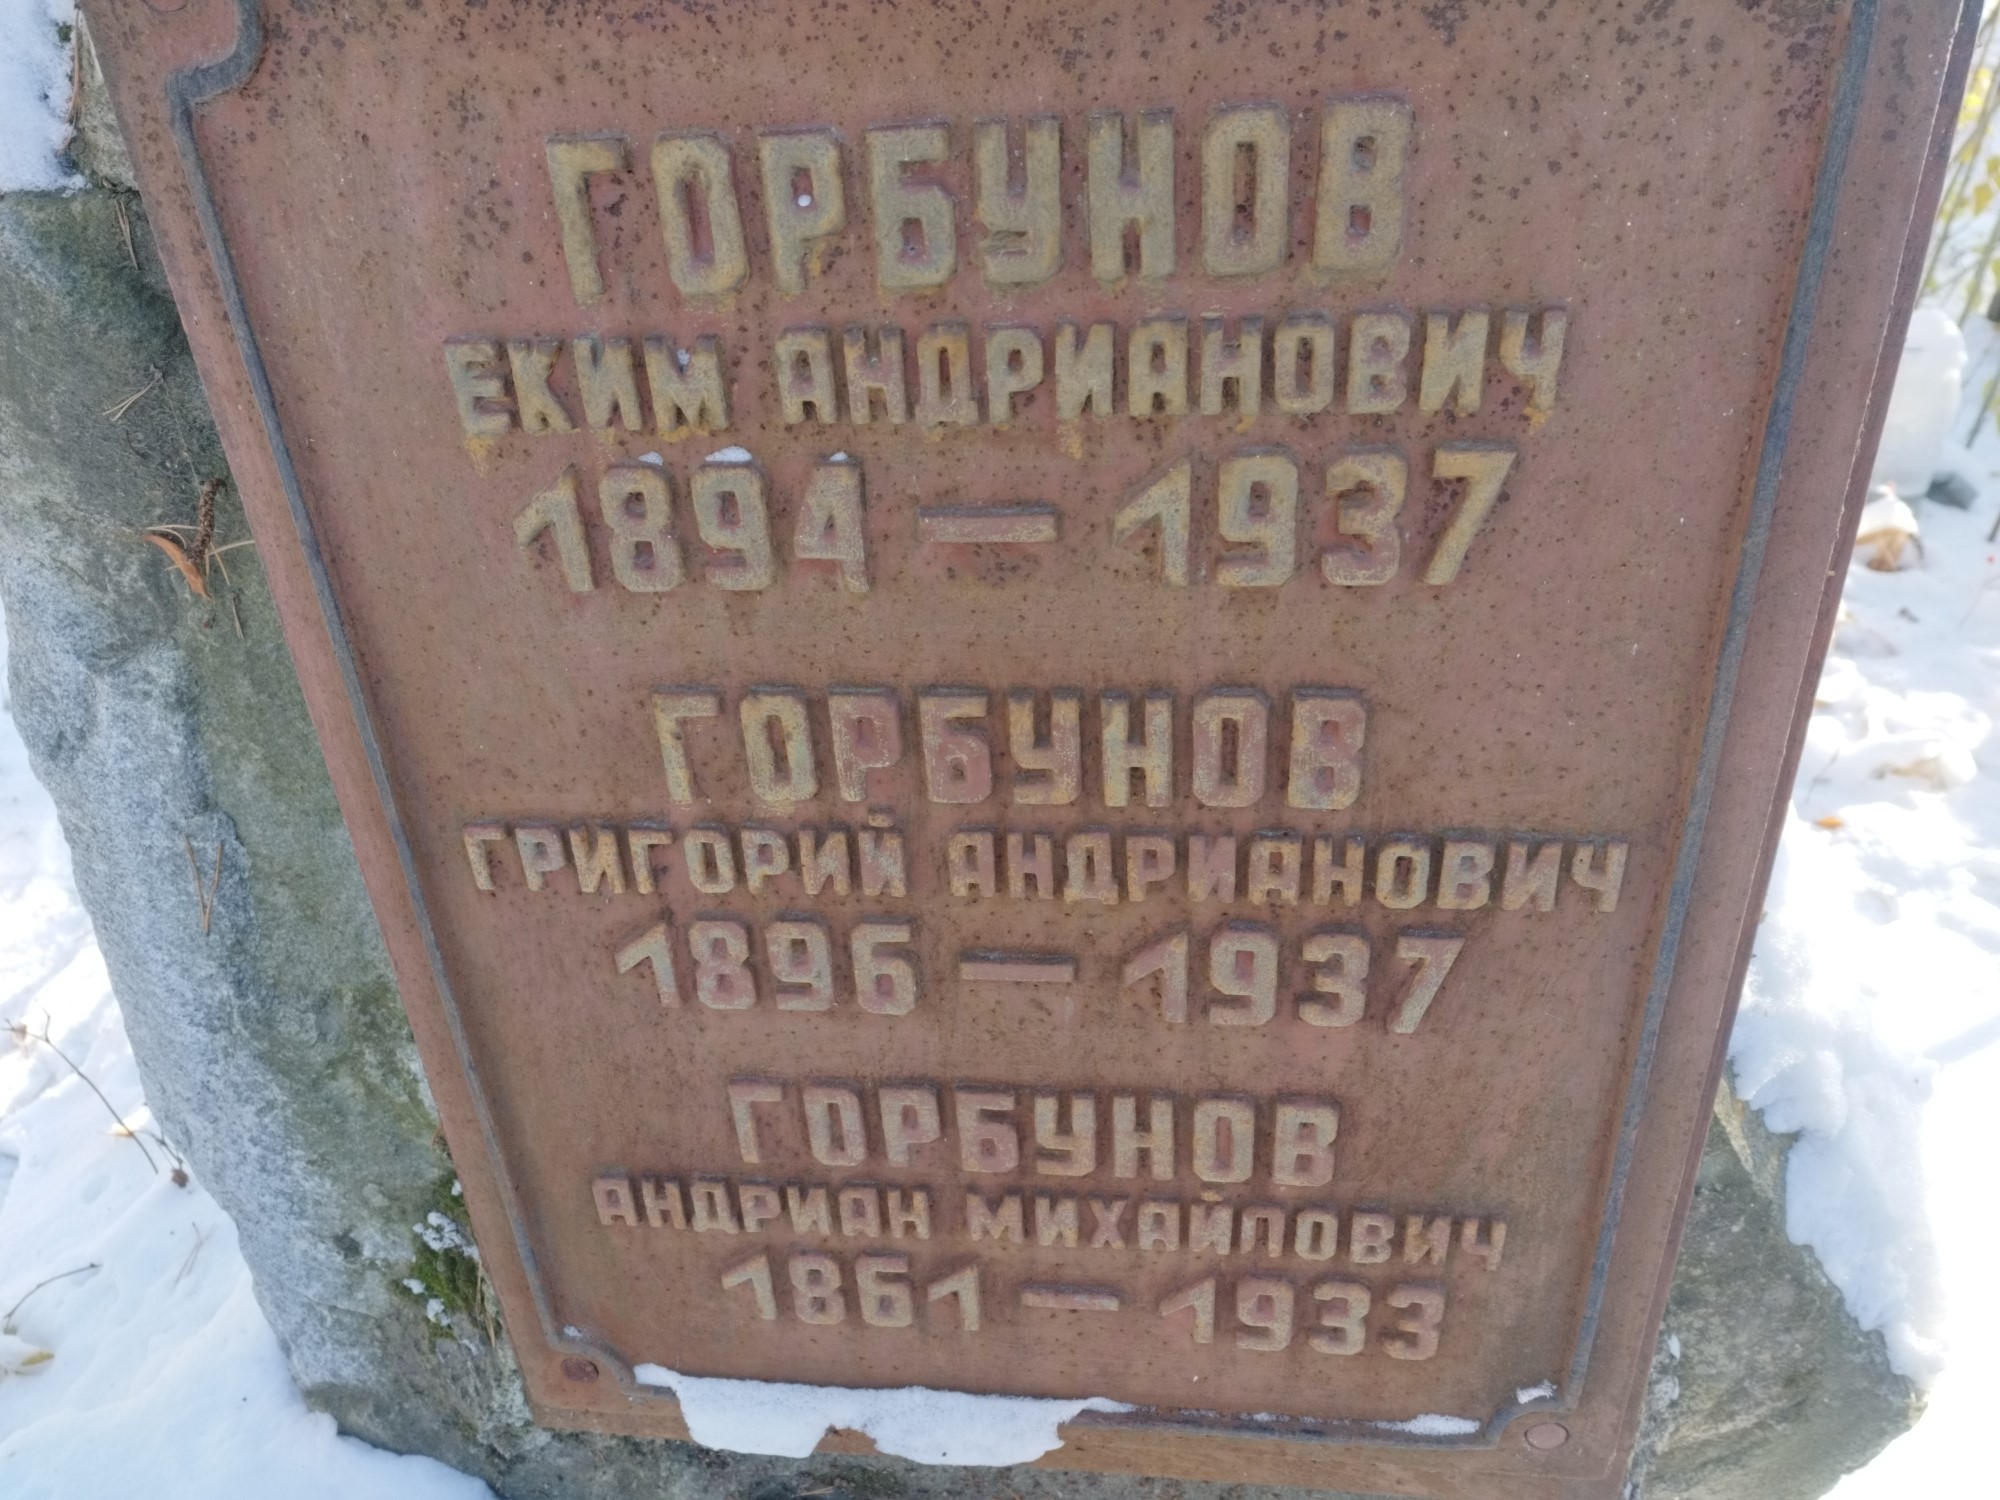 ГОРБУНОВ
ЕКИМ АНДРИАНОВИЧ
1894 — 1937
ГОРБУНОВ
ГРИГОРИЙ АНДРИАНОВИЧ
1896 — 1937
ГОРБУНОВ
АНДРИАН МИХАЙЛОВИЧ
1861 — 1933